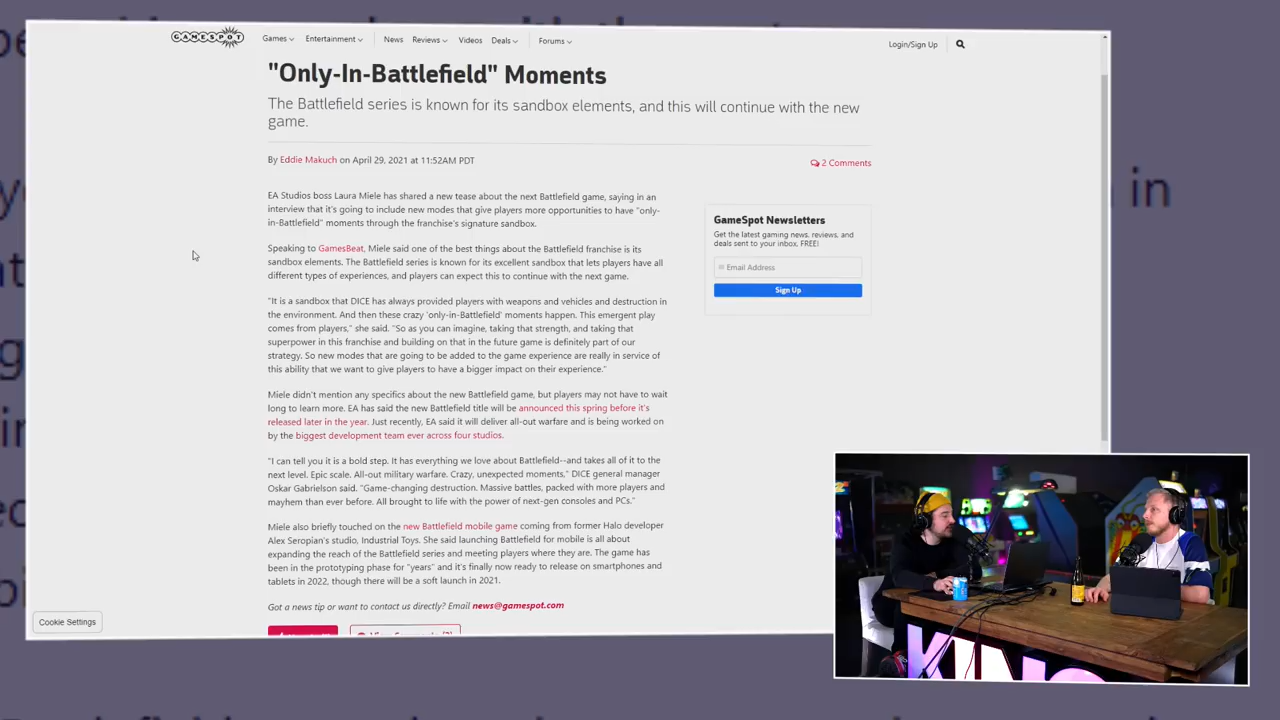 GAMESPOT
Games
Entertainment
News
Reviews
Videos
Deals
Forums
Login/Sign Up
"Only-In-Battlefield" Moments
The Battlefield series is known for its sandbox elements, and this will continue with the new
game.
By Eddie Makuch on April 29, 2021 at 11:52AM PDT
2 Comments
EA Studios boss Laura Miele has shared a new tease about the next Battlefield game, saying in an
interview that it's going to include new modes that give players more opportunities to have "only-
in-Battlefield" moments through the franchise's signature sandbox.
Speaking to GamesBeat, Miele said one of the best things about the Battlefield franchise is its
sandbox elements. The Battlefield series is known for its excellent sandbox that lets players have all
different types of experiences, and players can expect this to continue with the next game.
"It is a sandbox that DICE has always provided players with weapons and vehicles and destruction in
the environment. And then these crazy 'only-in-Battlefield' moments happen. This emergent play
comes from players," she said. "So as you can imagine, taking that strength, and taking that
superpower in this franchise and building on that in the future game is definitely part of our
strategy. So new modes that are going to be added to the game experience are really in service of
this ability that we want to give players to have a bigger impact on their experience."
Miele didn't mention any specifics about the new Battlefield game, but players may not have to wait
long to learn more. EA has said the new Battlefield title will be announced this spring before it's
released later in the year. Just recently, EA said it will deliver all-out warfare and is being worked on
by the biggest development team ever across four studios.
"I can tell you it is a bold step. It has everything we love about Battlefield--and takes all of it to the
next level. Epic scale. All-out military warfare. Crazy, unexpected moments," DICE general manager
Oskar Gabrielson said. "Game-changing destruction. Massive battles, packed with more players and
mayhem than ever before. All brought to life with the power of next-gen consoles and PCs."
Miele also briefly touched on the new Battlefield mobile game coming from former Halo developer
Alex Seropian's studio, Industrial Toys. She said launching Battlefield for mobile is all about
expanding the reach of the Battlefield series and meeting players where they are. The game has
been in the prototyping phase for "years" and it's finally now ready to release on smartphones and
tablets in 2022, though there will be a soft launch in 2021.
Got a news tip or want to contact us directly? Email news@gamespot.com
GameSpot Newsletters
Get the latest gaming news, reviews, and
deals sent to your inbox, FREE!
Email Address
Sign Up
Cookie Settings
KING